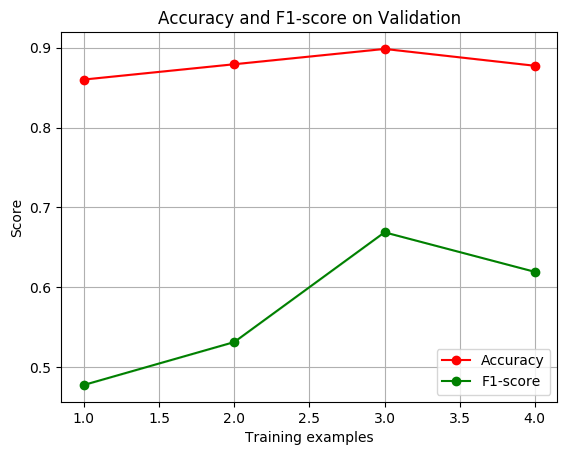 Accuracy and F1-score on Validation
0.9
0.8
0.7
0.6
0.5
Score
Accuracy
F1-score
1.0 1.5 2.0 2.5 3.0 3.5 4.0
Training examples